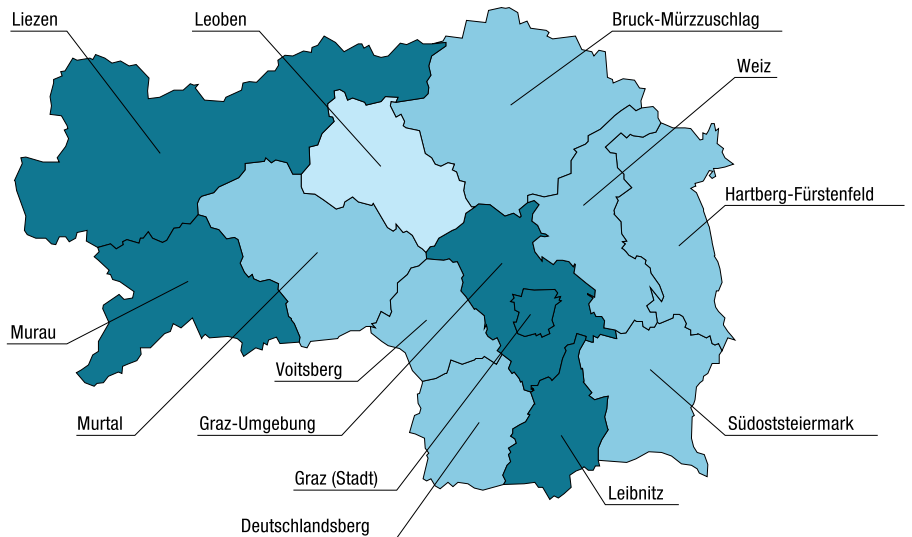 Liezen
Leoben
Bruck-Mürzzuschlag
Weiz
Hartberg-Fürstenfeld
Murau
Voitsberg
Murtal
Graz-Umgebung
Südoststeiermark
Graz (Stadt)
Leibnitz
Deutschlandsberg